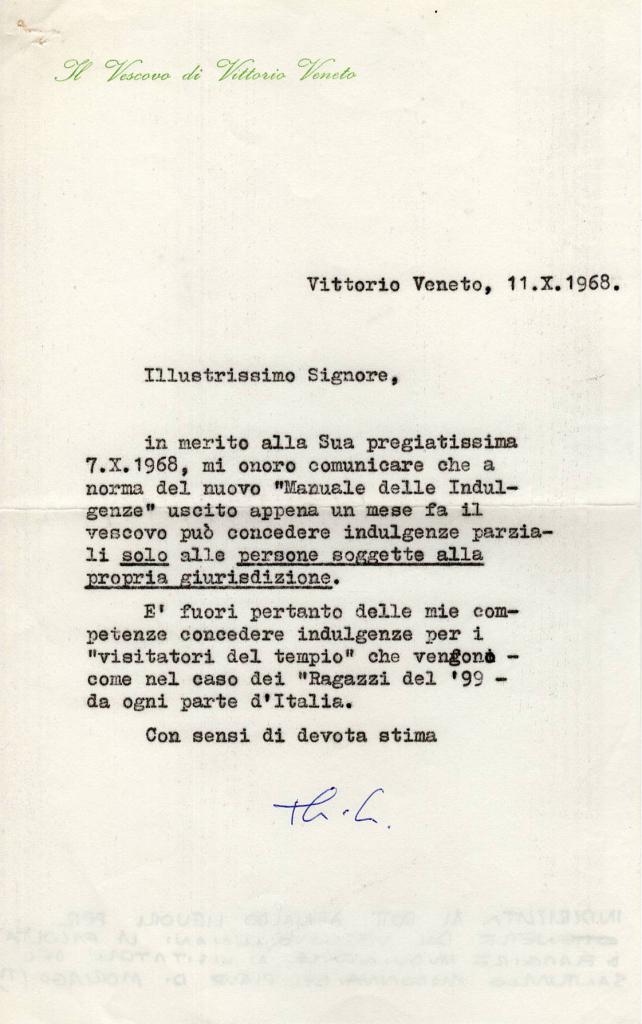 Il Vescovo di Vittorio Veneto
Vittorio Veneto, 11.X.1968.
Illustrissimo Signore,
in merito alla Sua pregiatissima
7.X.1968, mi onoro comunicare che a
norma del nuovo "Manuale delle Indul-
genze" uscito appena un mese fa il
vescovo può concedere indulgenze parzia-
li solo alle persone soggette alla
propria giurisdizione.
E' fuori pertanto delle mie com-
petenze concedere indulgenze per i
"visitatori del tempio" che vengono -
come nel caso dei "Ragazzi del '99 -
da ogni parte d'Italia.
Con sensi di devota stima